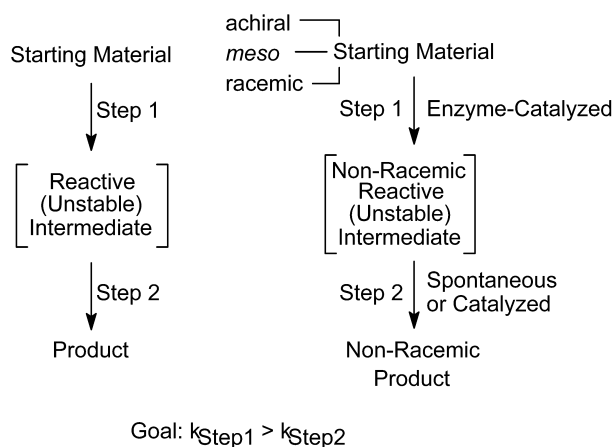 Starting Material
Step 1
Reactive
(Unstable)
Intermediate
Step 2
Product
achiral
meso
racemic
Starting Material
Step 1
Enzyme-Catalyzed
Non-Racemic
Reactive
(Unstable)
Intermediate
Step 2
Spontaneous
or Catalyzed
Non-Racemic
Product
Goal: kStep1 > kStep2